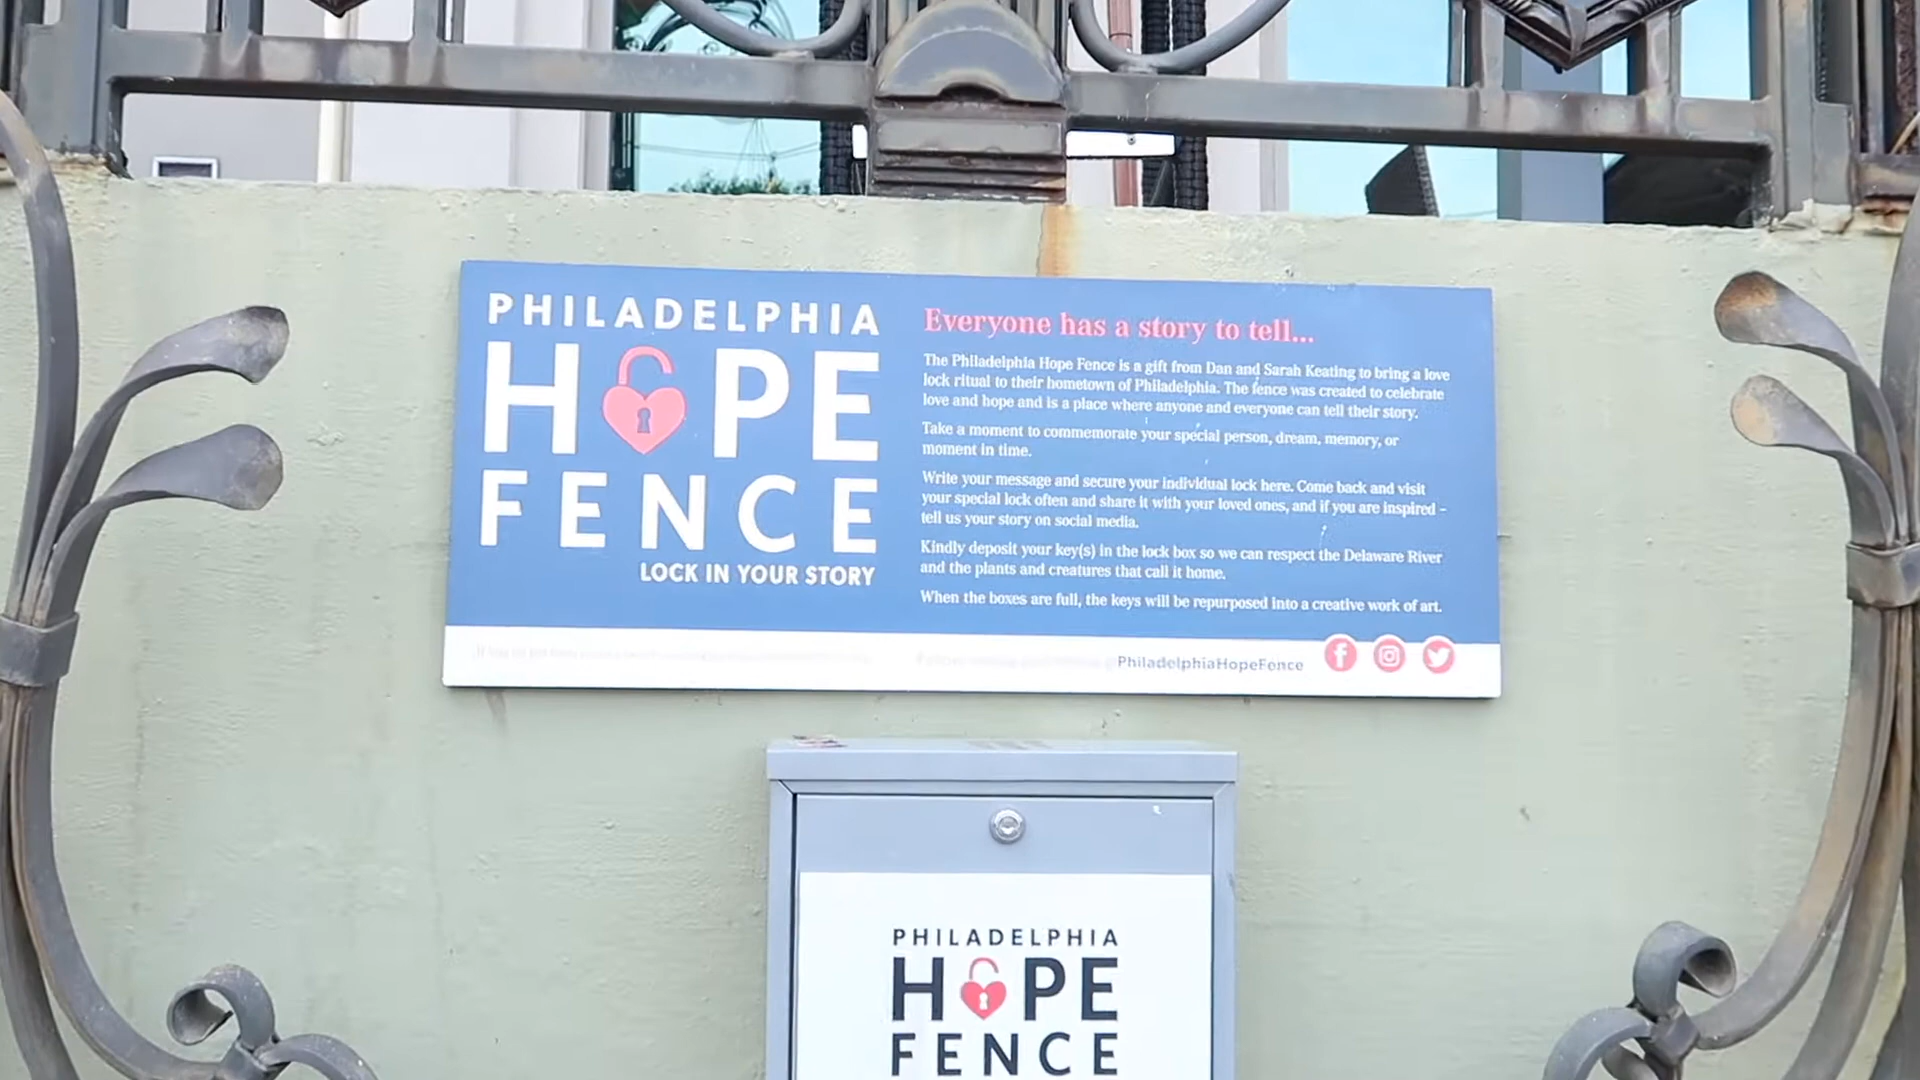 PHILADELPHIA
HOPE
FENCE
LOCK IN YOUR STORY
Everyone has a story to tell...
The Philadelphia Hope Fence is a gift from Dan and Sarah Keating to bring a love
lock ritual to their hometown of Philadelphia. The fence was created to celebrate
love and hope and is a place where anyone and everyone can tell their story.
Take a moment to commemorate your special person, dream, memory, or
moment in time.
Write your message and secure your individual lock here. Come back and visit
your special lock often and share it with your loved ones, and if you are inspired –
tell us your story on social media.
Kindly deposit your key(s) in the lock box so we can respect the Delaware River
and the plants and creatures that call it home.
When the boxes are full, the keys will be repurposed into a creative work of art.
PhiladelphiaHopeFence
PHILADELPHIA
HOPE
FENCE